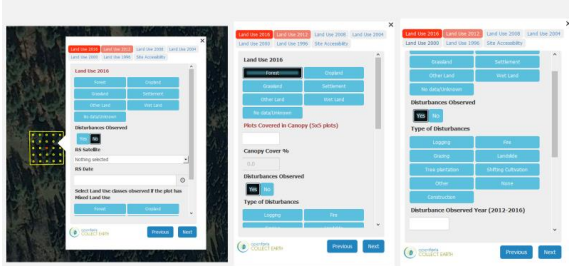 ×
Land Use 2016 Land Use 2012 Land Use 2008 Land Use 2004
Land Use 2000 Land Use 1996 Site Accessibility
Land Use 2016
Forest Cropland
Grassland Settlement
Other Land Wet Land
No data/Unknown
Disturbances Observed
Yes No
RS Satellite
Nothing selected
RS Date
Select Land Use classes observed if the plot has
Mixed Land Use
Forest Cropland
COLLECT EARTH
Previous Next
×
Land Use 2016 Land Use 2012 Land Use 2008 Land Use 2004
Land Use 2000 Land Use 1996 Site Accessibility
Land Use 2016
Forest Cropland
Grassland Settlement
Other Land Wet Land
No data/Unknown
Plots Covered in Canopy (5x5 plots)
Canopy Cover %
0.0
Disturbances Observed
Yes No
Type of Disturbances
Logging Fire
COLLECT EARTH
Previous Next
×
Land Use 2016 Land Use 2012 Land Use 2008 Land Use 2004
Land Use 2000 Land Use 1996 Site Accessibility
Grassland Settlement
Other Land Wet Land
No data/Unknown
Disturbances Observed
Yes No
Type of Disturbances
Logging Fire
Grazing Landslide
Tree plantation Shifting Cultivation
Other None
Construction
Disturbance Observed Year (2012-2016)
COLLECT EARTH
Previous Next